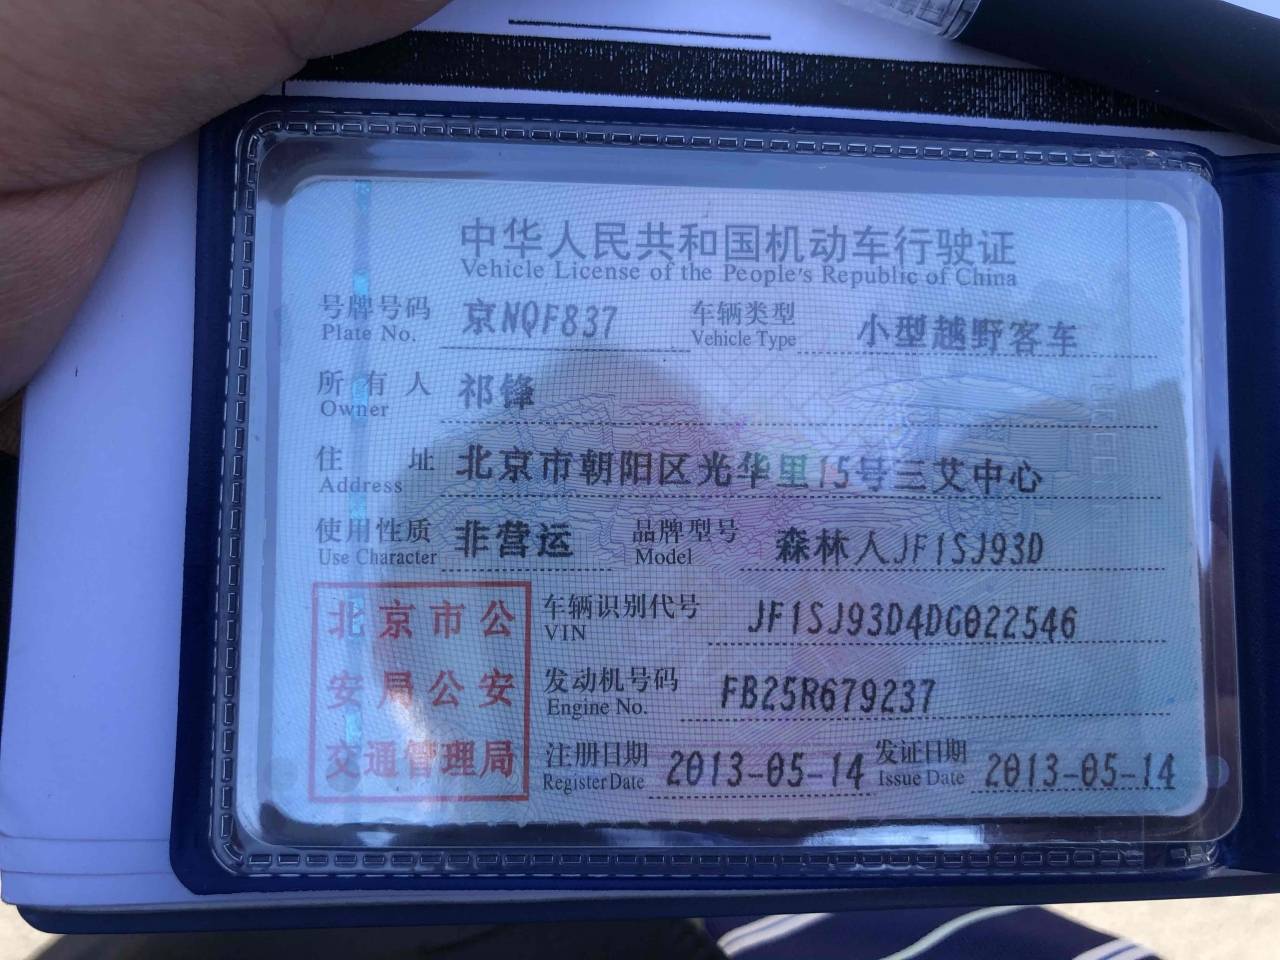 中华人民共和国机动车行驶证
Vehicle License of the People's Republic of China
号牌号码 京NQF837 车辆类型 小型越野客车
Plate No. Vehicle Type
所有人 祁锋
Owner
住址 北京市朝阳区光华里15号三艾中心
Address
使用性质 非营运 品牌型号 森林人JF1SJ93D
Use Character Model
北京市公
安局公安
交通管理局
车辆识别代号 JF1SJ93D4DG022546
VIN
发动机号码 FB25R679237
Engine No.
注册日期 2013-05-14 发证日期 2013-05-14
Register Date Issue Date